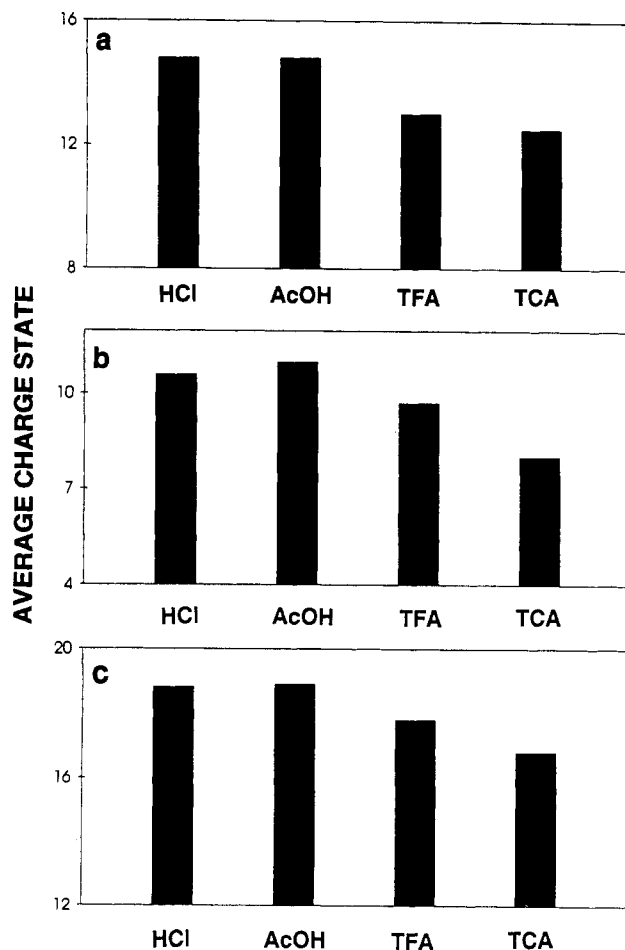 AVERAGE CHARGE STATE
16
a
12
8
HCl AcOH TFA TCA
b
10
7
4
HCl AcOH TFA TCA
20
c
16
12
HCl AcOH TFA TCA